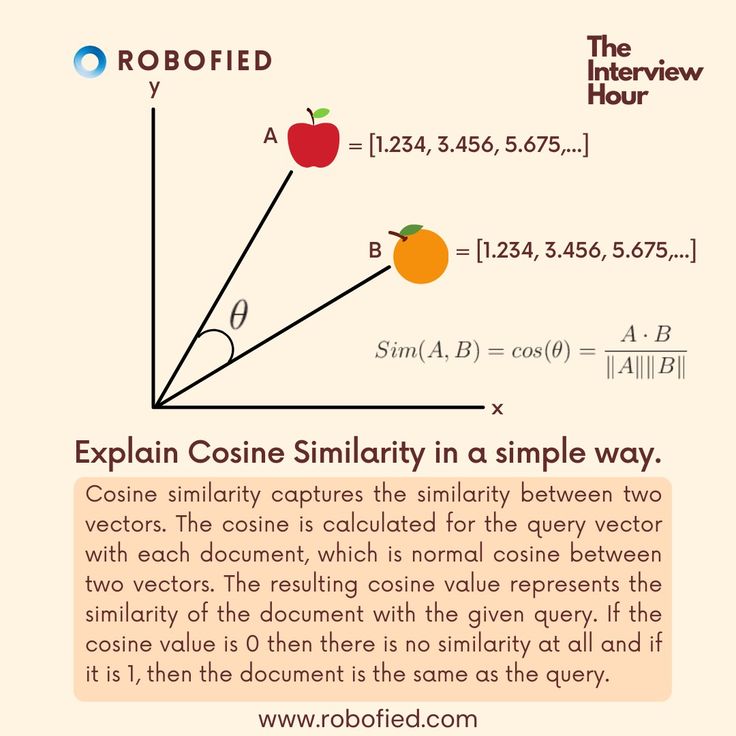 ROBOFIED
The
Interview
Hour
y
A
= [1.234, 3.456, 5.675,...]
B
= [1.234, 3.456, 5.675,...]
θ
Sim(A, B) = cos(θ) = A · B / ||A|| ||B||
x
Explain Cosine Similarity in a simple way.
Cosine similarity captures the similarity between two
vectors. The cosine is calculated for the query vector
with each document, which is normal cosine between
two vectors. The resulting cosine value represents the
similarity of the document with the given query. If the
cosine value is 0 then there is no similarity at all and if
it is 1, then the document is the same as the query.
www.robofied.com